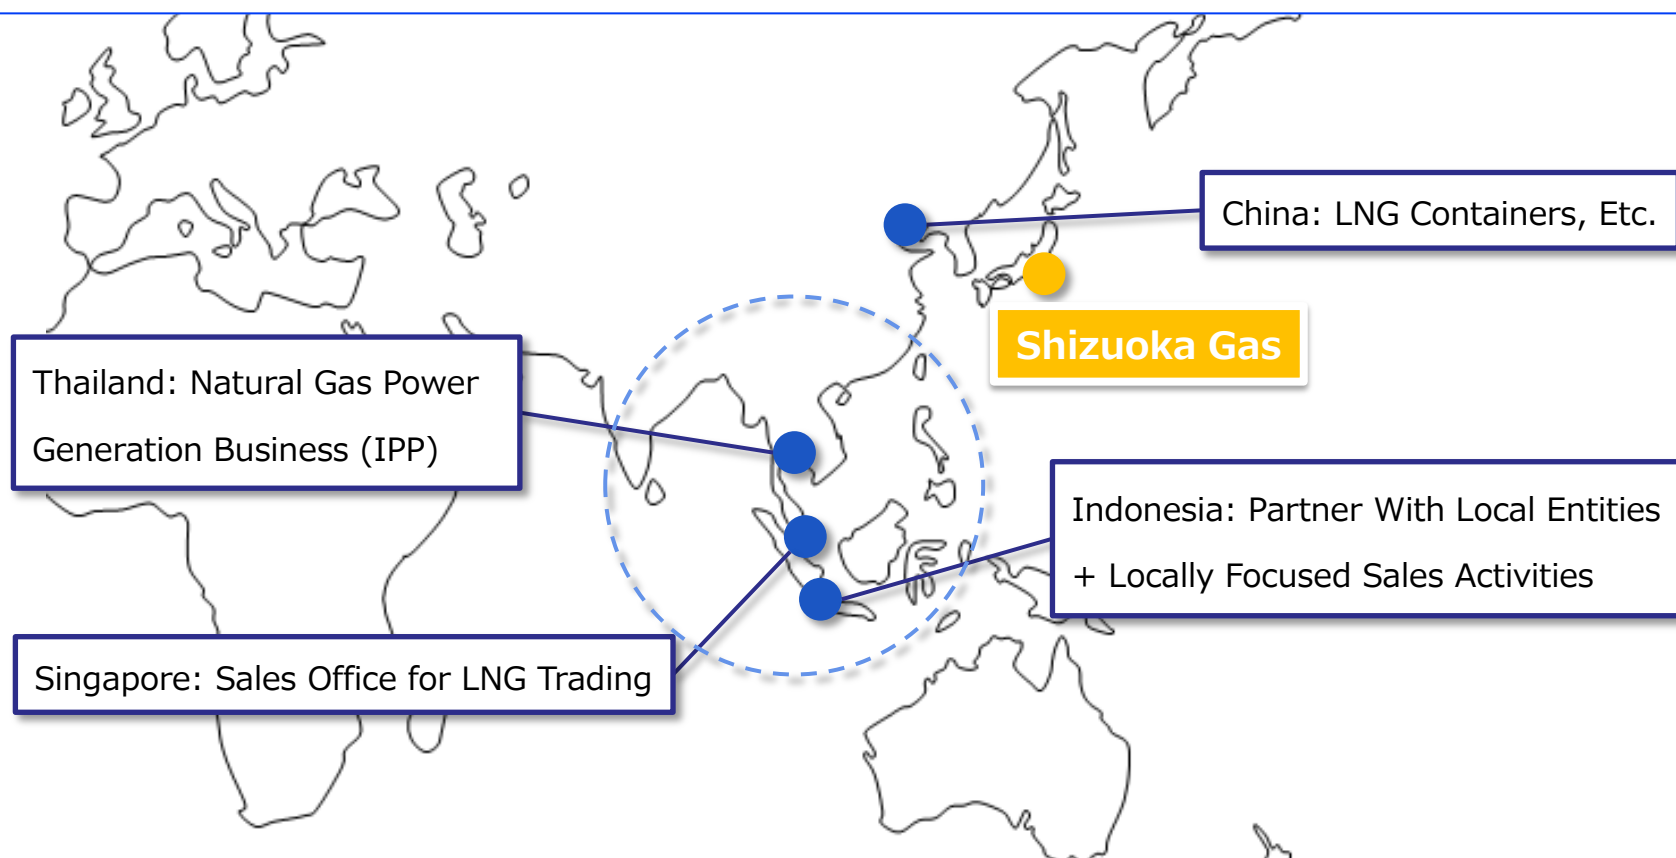 China: LNG Containers, Etc.
Shizuoka Gas
Thailand: Natural Gas Power
Generation Business (IPP)
Indonesia: Partner With Local Entities
+ Locally Focused Sales Activities
Singapore: Sales Office for LNG Trading